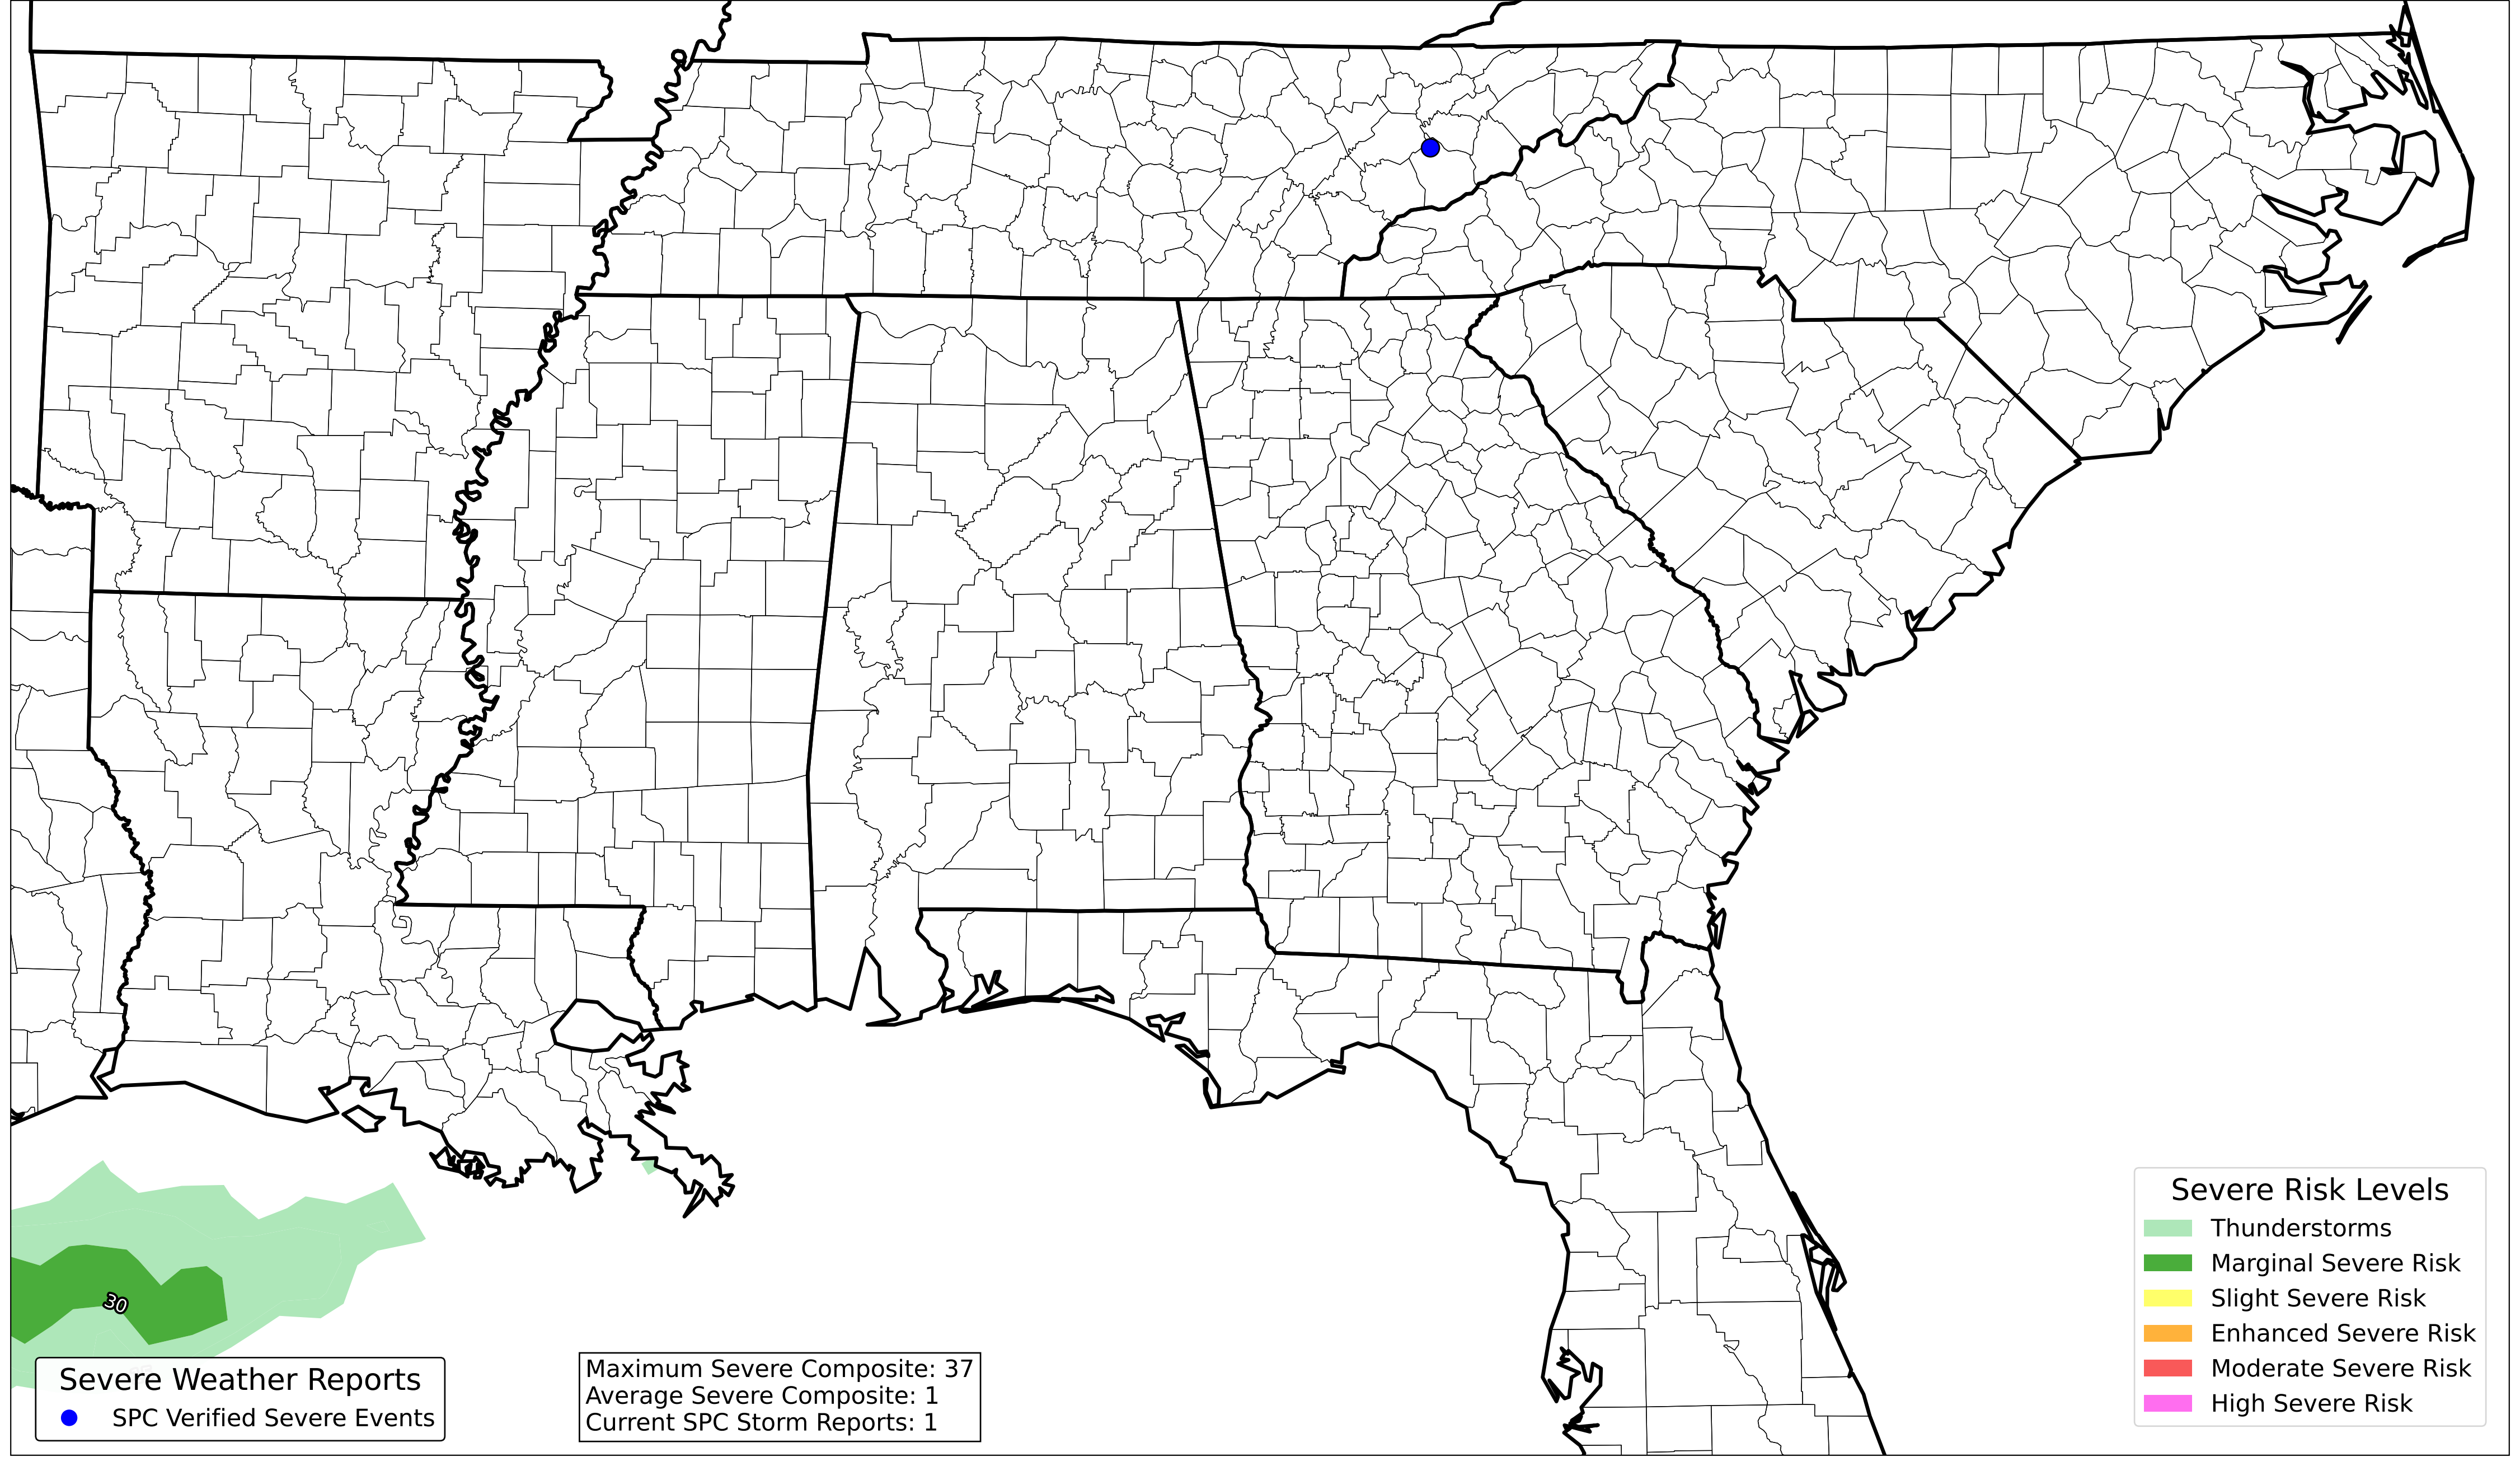 30
Severe Weather Reports
SPC Verified Severe Events
Maximum Severe Composite: 37
Average Severe Composite: 1
Current SPC Storm Reports: 1
Severe Risk Levels
Thunderstorms
Marginal Severe Risk
Slight Severe Risk
Enhanced Severe Risk
Moderate Severe Risk
High Severe Risk